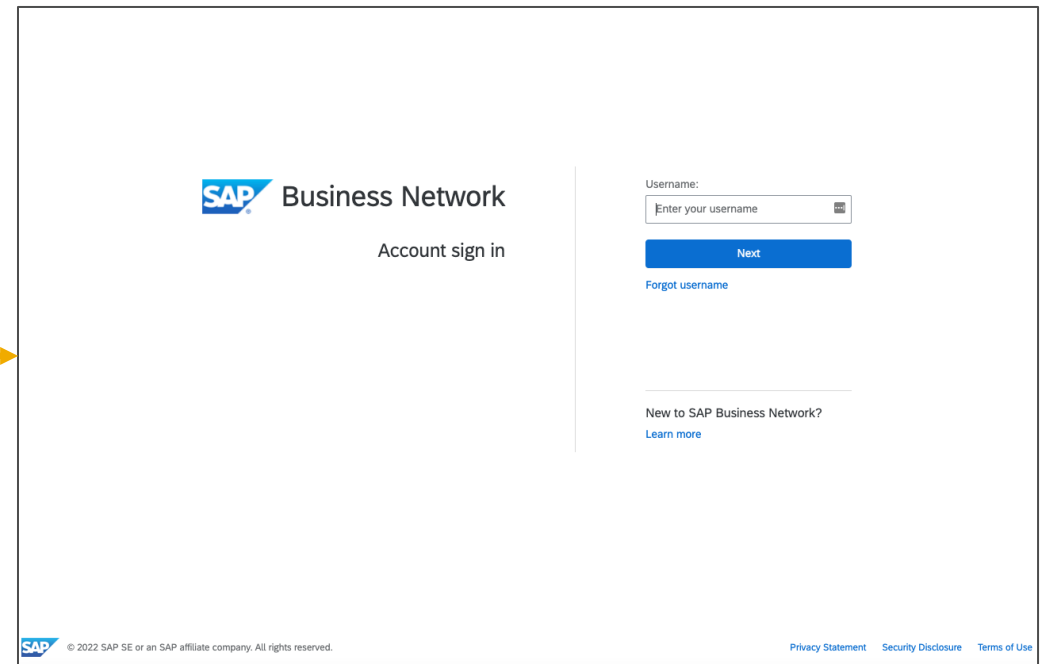 SAP Business Network
Account sign in
Username:
Enter your username
Next
Forgot username
New to SAP Business Network?
Learn more
SAP © 2022 SAP SE or an SAP affiliate company. All rights reserved.
Privacy Statement Security Disclosure Terms of Use